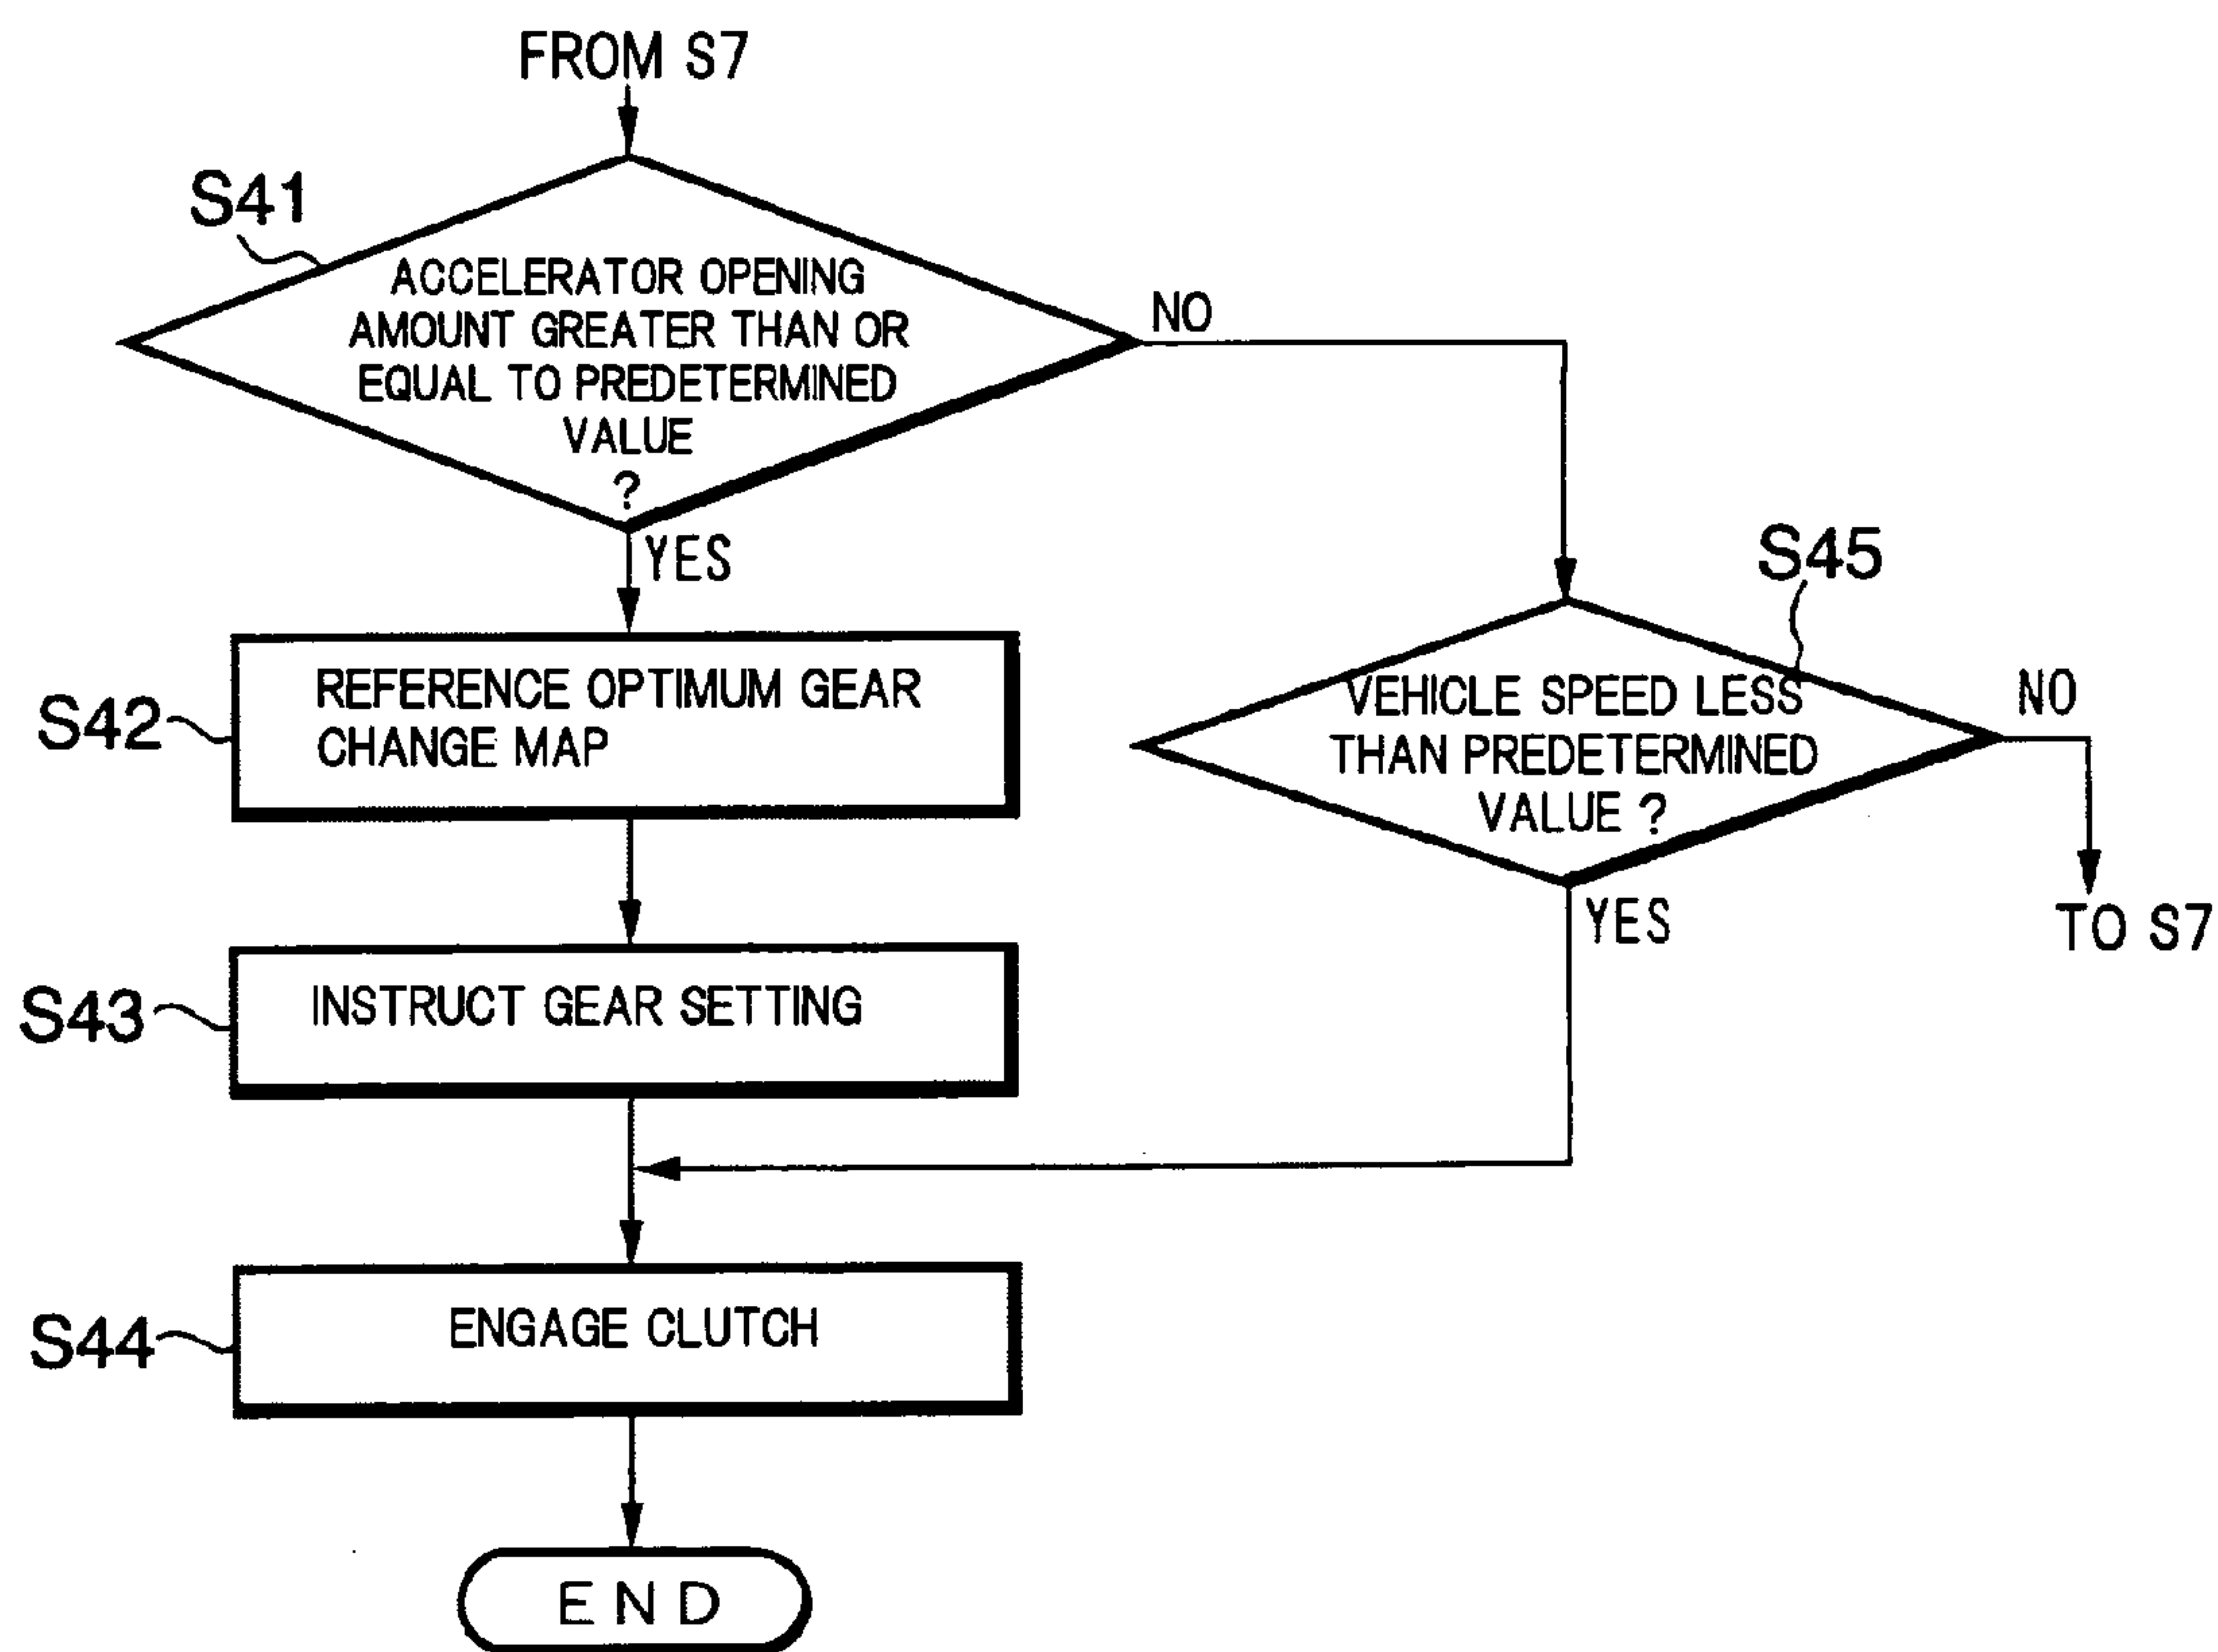 FROM S7
S41
ACCELERATOR OPENING
AMOUNT GREATER THAN OR
EQUAL TO PREDETERMINED
VALUE
?
NO
YES
S45
VEHICLE SPEED LESS
THAN PREDETERMINED
VALUE ?
NO
YES
TO S7
S42
REFERENCE OPTIMUM GEAR
CHANGE MAP
S43
INSTRUCT GEAR SETTING
S44
ENGAGE CLUTCH
END